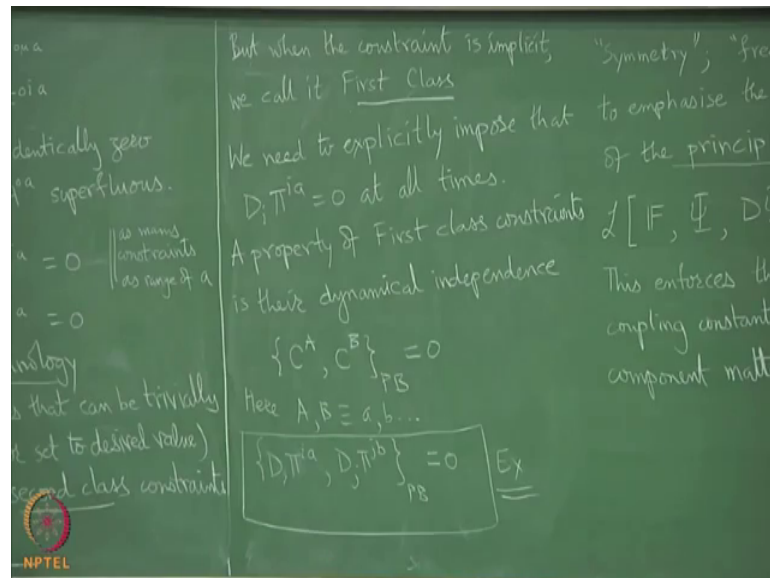 dentically zero
superfluous.
= 0
as many
constraints
as range of a
= 0
s that can be trivially
set to desired value)
second class constraints
But when the constraint is implicit,
we call it First Class
We need to explicitly impose that
D_i Π^{ia} = 0 at all times.
A property of First class constraints
is their dynamical independence
{C^A, C^B}_{PB} = 0
Here A, B ≡ a, b...
{D_i Π^{ia}, D_j Π^{jb}}_{PB} = 0
Ex
"Symmetry"; "fre
to emphasise the
of the princip
ℒ[F, Ψ, D
This enforces th
coupling constant
component matt
NPTEL